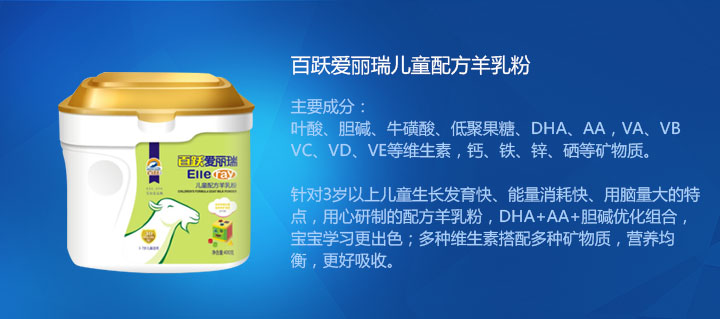 百跃爱丽瑞儿童配方羊乳粉
主要成分：
叶酸、胆碱、牛磺酸、低聚果糖、DHA、AA，VA、VB
VC、VD、VE等维生素，钙、铁、锌、硒等矿物质。
针对3岁以上儿童生长发育快、能量消耗快、用脑量大的特
点，用心研制的配方羊乳粉，DHA+AA+胆碱优化组合，
宝宝学习更出色；多种维生素搭配多种矿物质，营养均
衡，更好吸收。
百跃爱丽瑞
Elle ray
儿童配方羊乳粉
CHILDREN'S FORMULA GOAT MILK POWDER